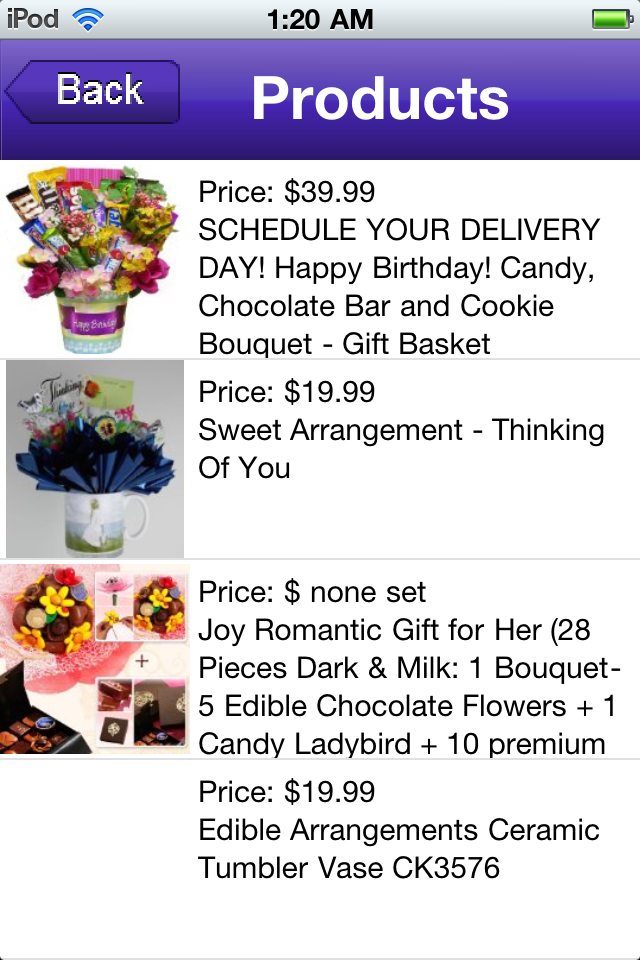 iPod 1:20 AM
Back
Products
Price: $39.99
SCHEDULE YOUR DELIVERY
DAY! Happy Birthday! Candy,
Chocolate Bar and Cookie
Bouquet - Gift Basket
Happy Birthday!
Price: $19.99
Sweet Arrangement - Thinking
Of You
Thinking
Price: $ none set
Joy Romantic Gift for Her (28
Pieces Dark & Milk: 1 Bouquet-
5 Edible Chocolate Flowers + 1
Candy Ladybird + 10 premium
+
Price: $19.99
Edible Arrangements Ceramic
Tumbler Vase CK3576